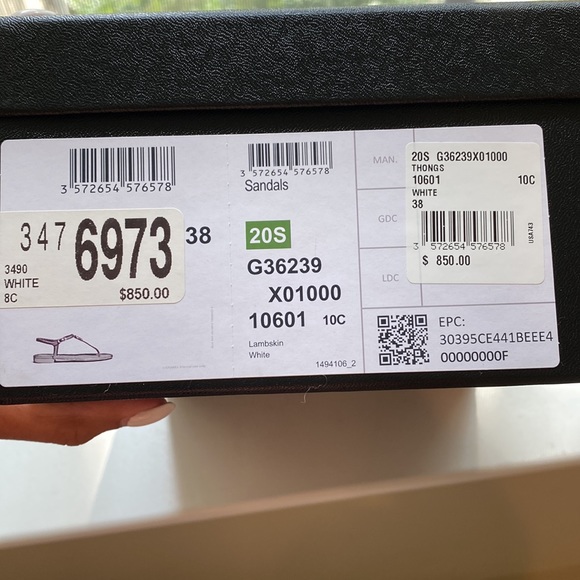 3 572654 576578
3 572654 576578
Sandals
347 6973
3490
WHITE
8C
$850.00
38
20S
G36239
X01000
10601 10C
Lambskin
White
1494106_2
MAN.
GDC
LDC
20S G36239X01000
THONGS
10601 10C
WHITE
38
3 572654 576578
USA743
$ 850.00
EPC:
30395CE441BEEE4
00000000F